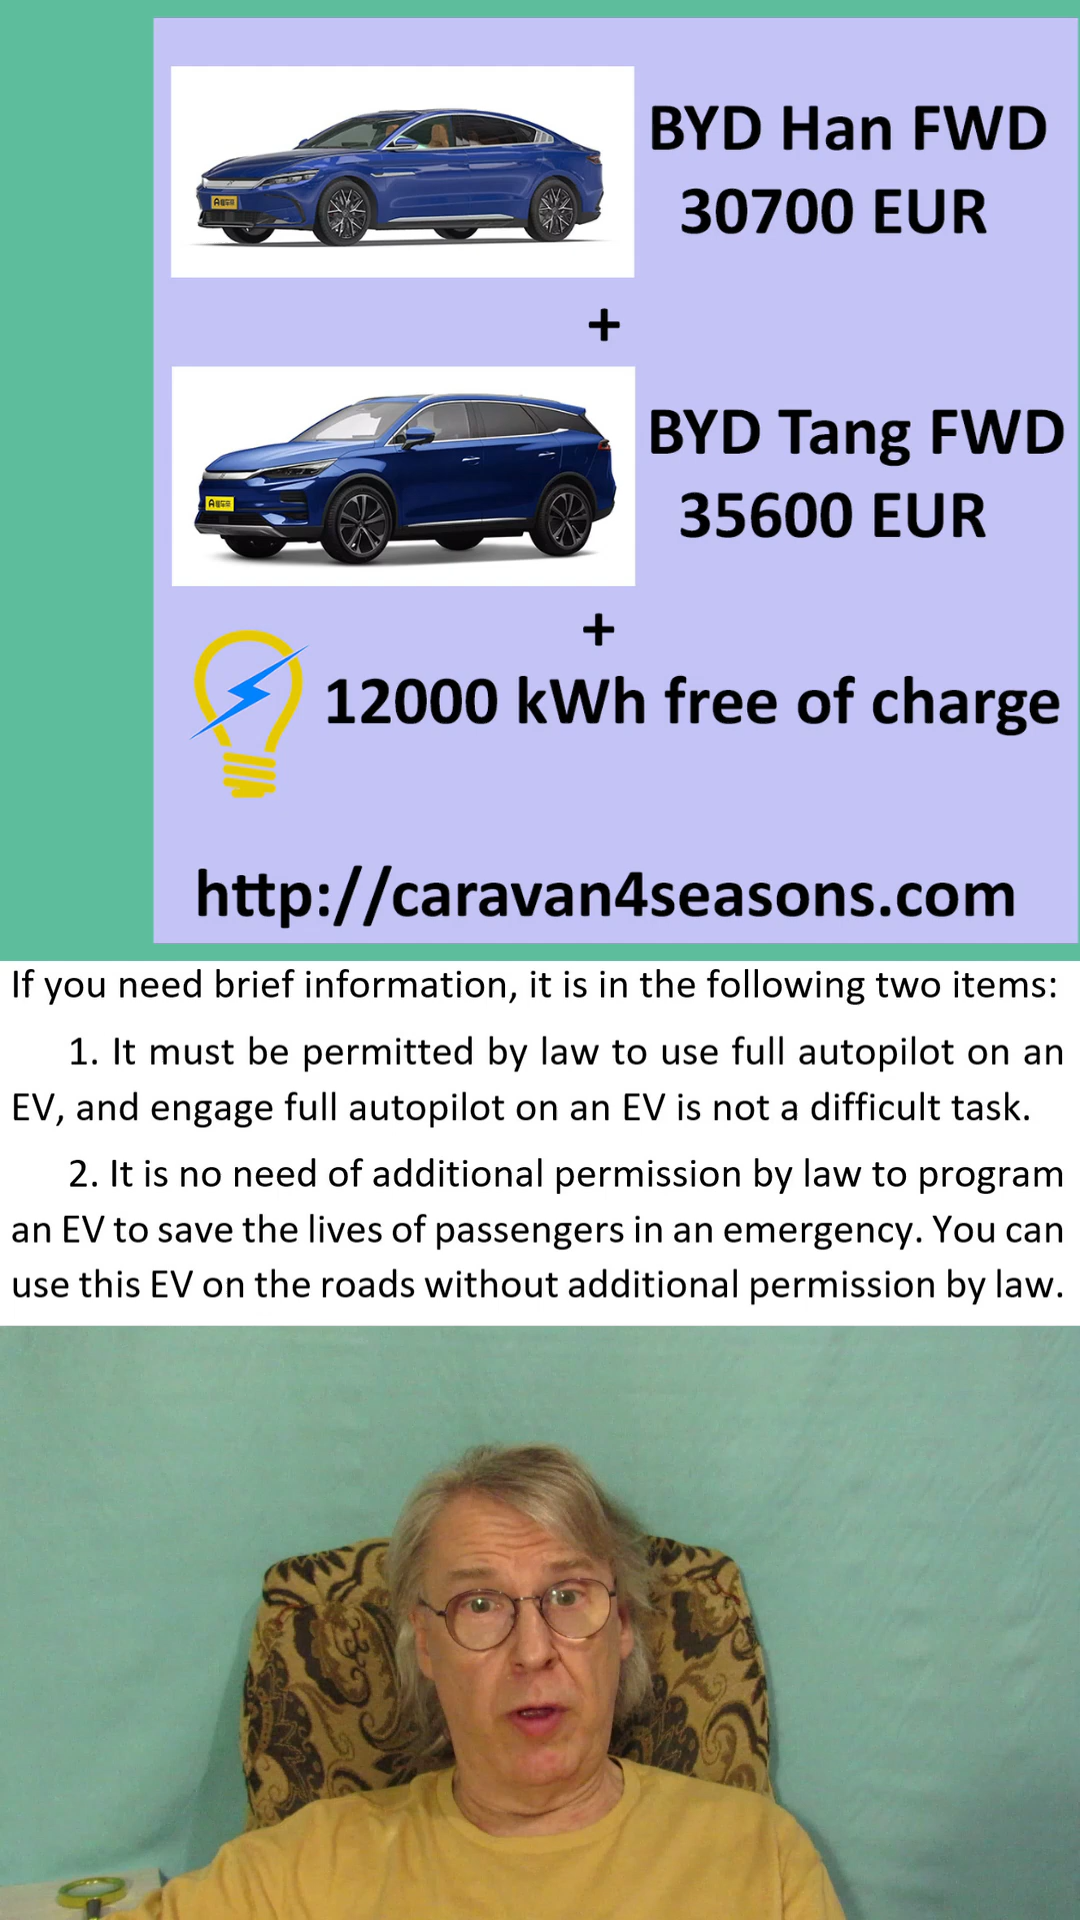 BYD Han FWD
30700 EUR
+
BYD Tang FWD
35600 EUR
+
12000 kWh free of charge
http://caravan4seasons.com
If you need brief information, it is in the following two items:
1. It must be permitted by law to use full autopilot on an
EV, and engage full autopilot on an EV is not a difficult task.
2. It is no need of additional permission by law to program
an EV to save the lives of passengers in an emergency. You can
use this EV on the roads without additional permission by law.